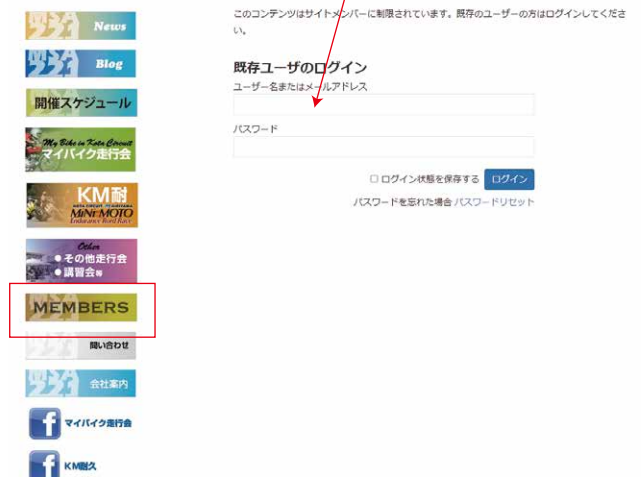 このコンテンツはサイトメンバーに制限されています。既存のユーザーの方はログインしてくださ
い。
既存ユーザのログイン
ユーザー名またはメールアドレス
パスワード
ログイン状態を保存する ログイン
パスワードを忘れた場合 パスワードリセット
News
Blog
開催スケジュール
My Bike in Kota Circuit
マイバイク走行会
KM耐
KOTA CIRCUIT
MiNi MOTO
Endurance Road Race
Other
●その他走行会
●講習会等
MEMBERS
問い合わせ
会社案内
マイバイク走行会
KM耐久